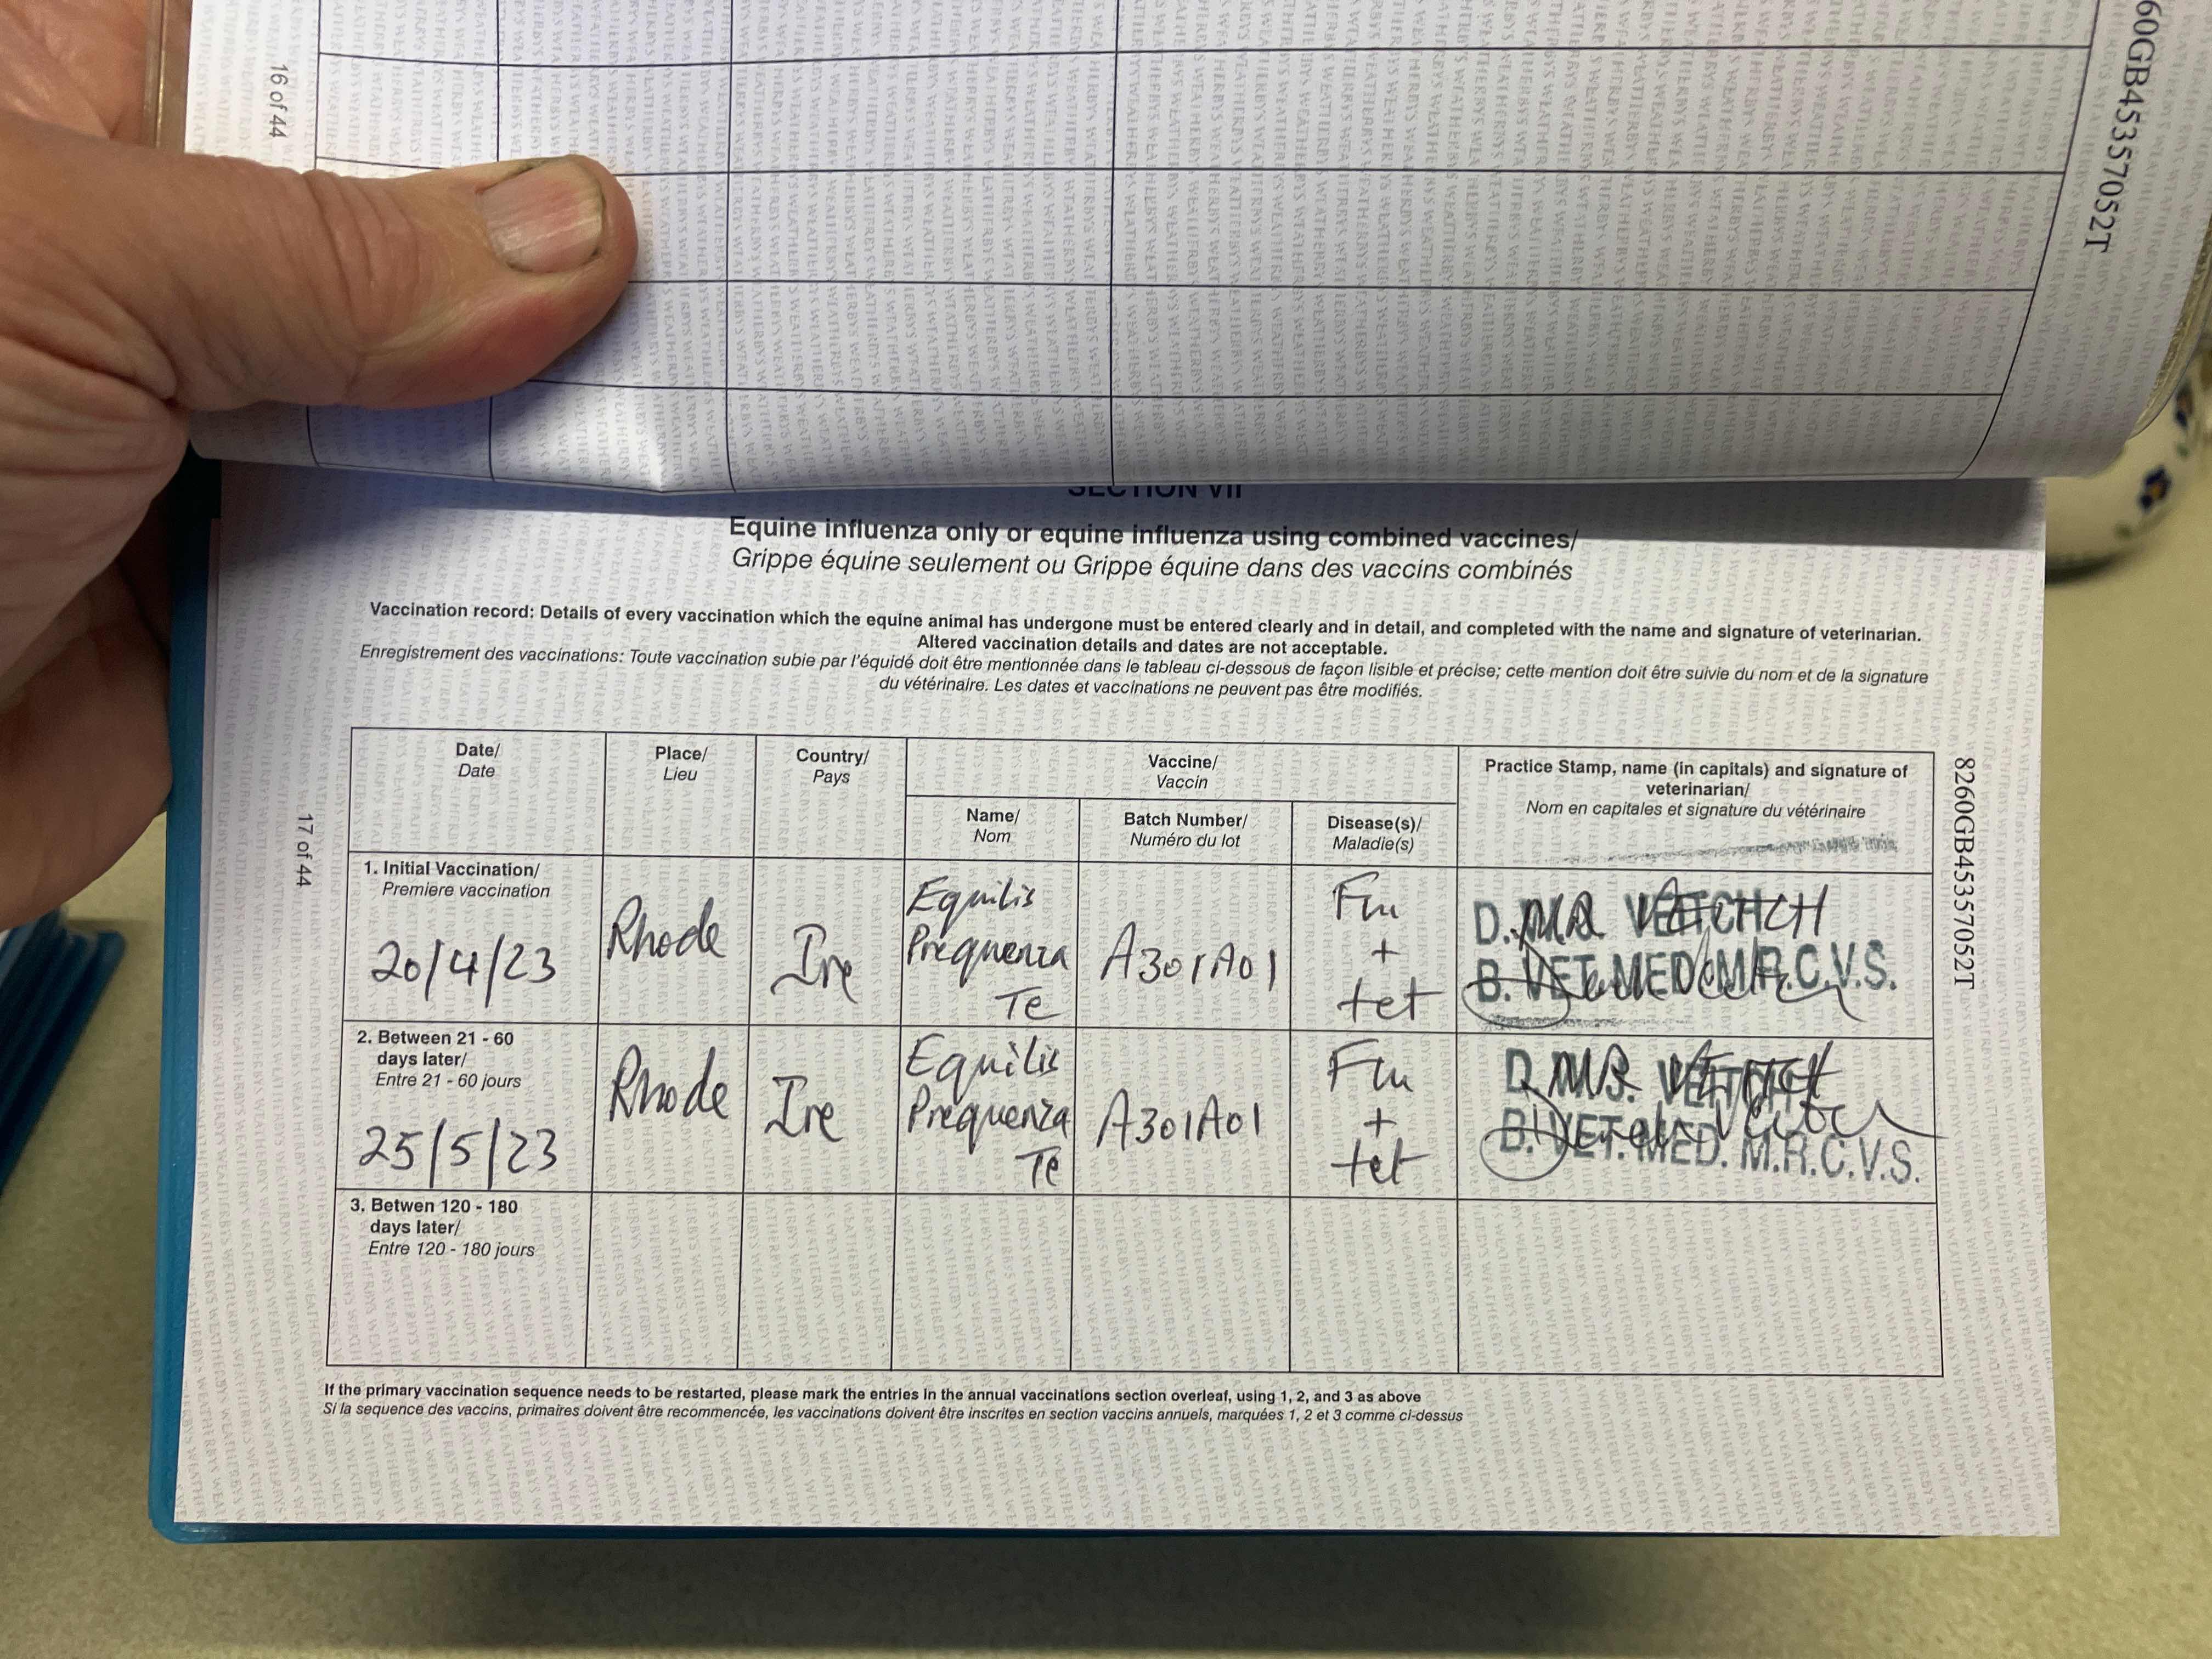 16 of 44
60GB45357052T
SECTION VII
Equine influenza only or equine influenza using combined vaccines/
Grippe équine seulement ou Grippe équine dans des vaccins combinés
Vaccination record: Details of every vaccination which the equine animal has undergone must be entered clearly and in detail, and completed with the name and signature of veterinarian.
Altered vaccination details and dates are not acceptable.
Enregistrement des vaccinations: Toute vaccination subie par l'équidé doit être mentionnée dans le tableau ci-dessous de façon lisible et précise; cette mention doit être suivie du nom et de la signature
du vétérinaire. Les dates et vaccinations ne peuvent pas être modifiés.
17 of 44
8260GB45357052T
Date/
Date
Place/
Lieu
Country/
Pays
Vaccine/
Vaccin
Name/
Nom
Batch Number/
Numéro du lot
Disease(s)/
Maladie(s)
Practice Stamp, name (in capitals) and signature of
veterinarian/
Nom en capitales et signature du vétérinaire
1. Initial Vaccination/
Premiere vaccination
20/4/23
Rhode
Ire
Equilis
Prequenza
Te
A301A01
Flu
+
tet
D. M.S. VEITCH
B. VET. MED. M.R.C.V.S.
2. Between 21 - 60
days later/
Entre 21 - 60 jours
25/5/23
Rhode
Ire
Equilis
Prequenza
Te
A301A01
Flu
+
tet
D. M.S. VEITCH
B. VET. MED. M.R.C.V.S.
3. Betwen 120 - 180
days later/
Entre 120 - 180 jours
If the primary vaccination sequence needs to be restarted, please mark the entries in the annual vaccinations section overleaf, using 1, 2, and 3 as above
Si la sequence des vaccins, primaires doivent être recommencée, les vaccinations doivent être inscrites en section vaccins annuels, marquées 1, 2 et 3 comme ci-dessus